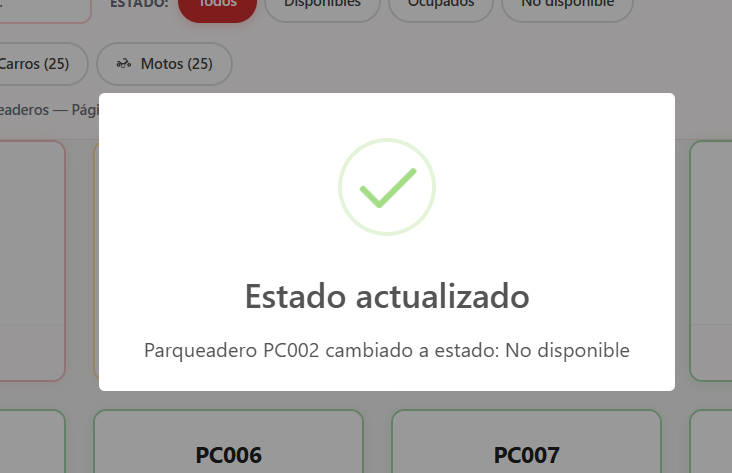 ESTADO:
Todos
Disponibles
Ocupados
No disponible
Carros (25)
Motos (25)
eaderos — Pági
Estado actualizado
Parqueadero PC002 cambiado a estado: No disponible
PC006
PC007